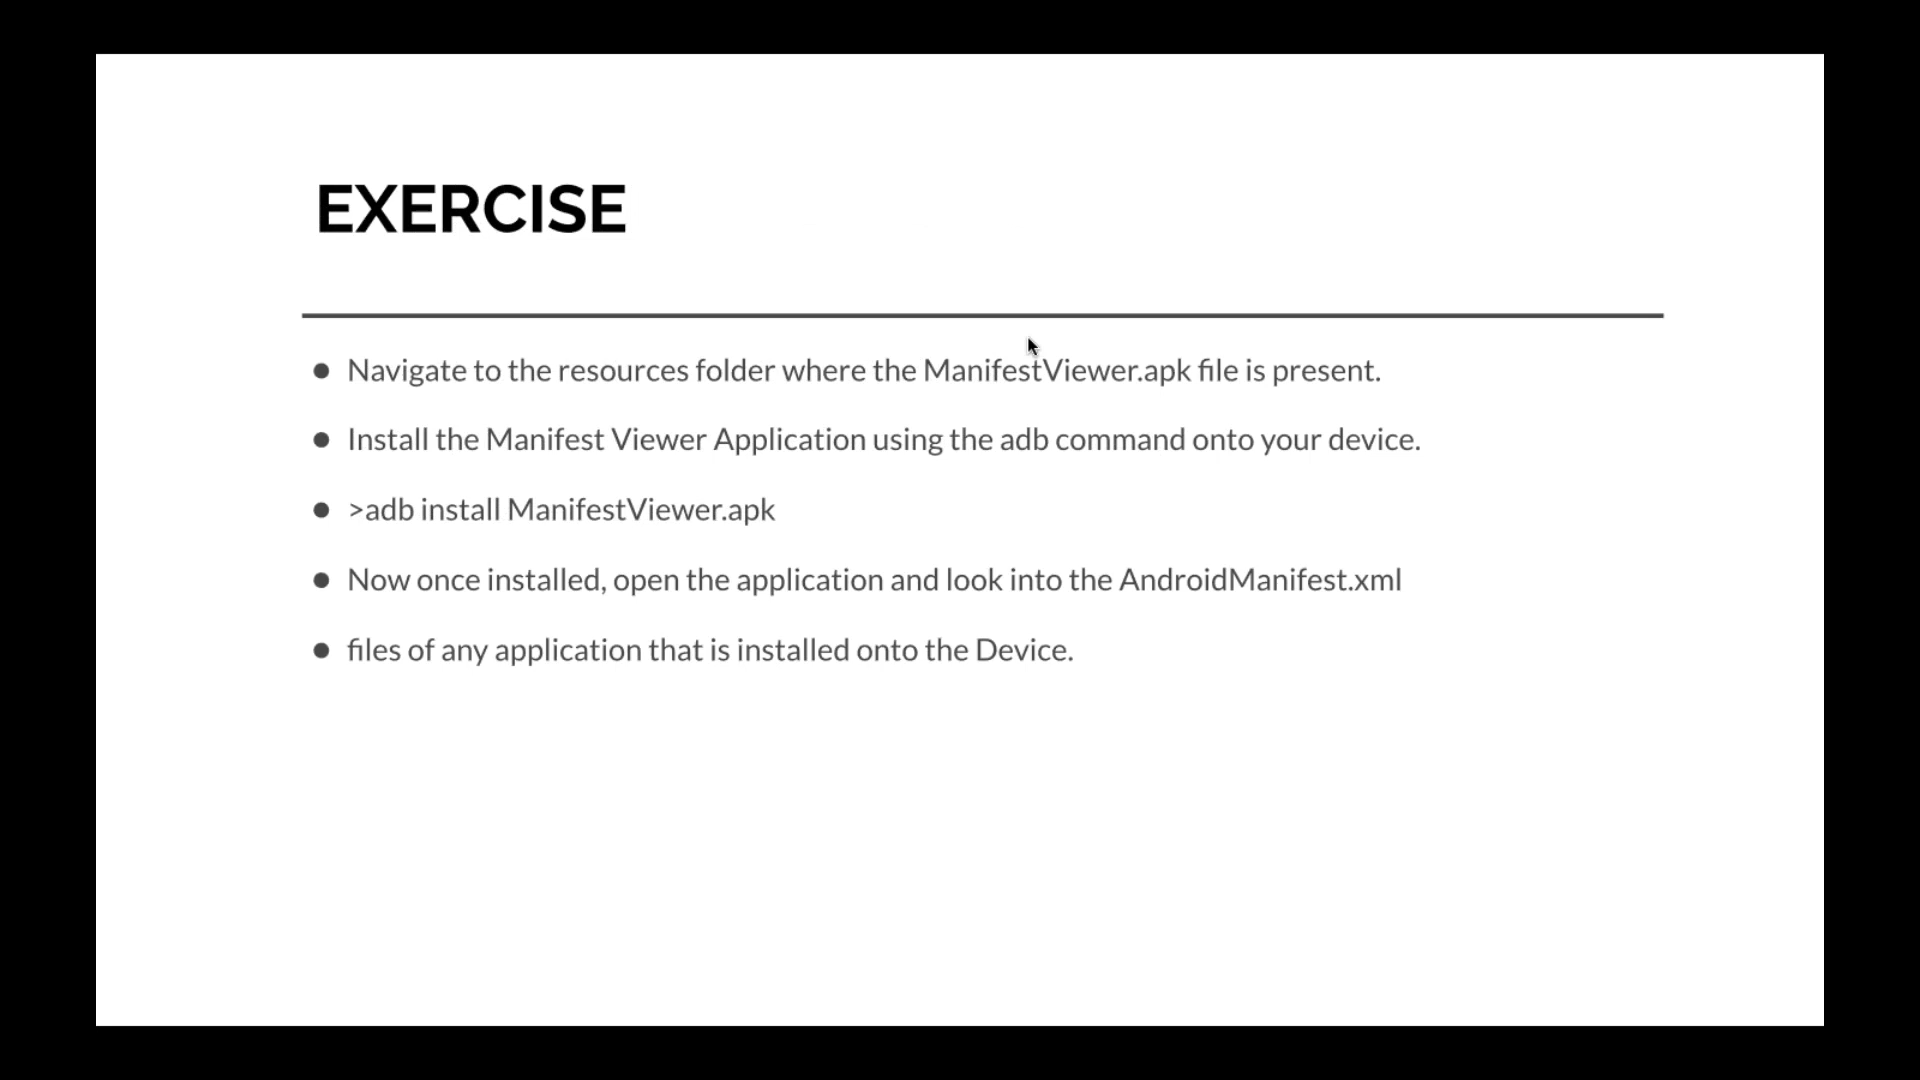 EXERCISE
● Navigate to the resources folder where the ManifestViewer.apk file is present.
● Install the Manifest Viewer Application using the adb command onto your device.
● >adb install ManifestViewer.apk
● Now once installed, open the application and look into the AndroidManifest.xml
● files of any application that is installed onto the Device.